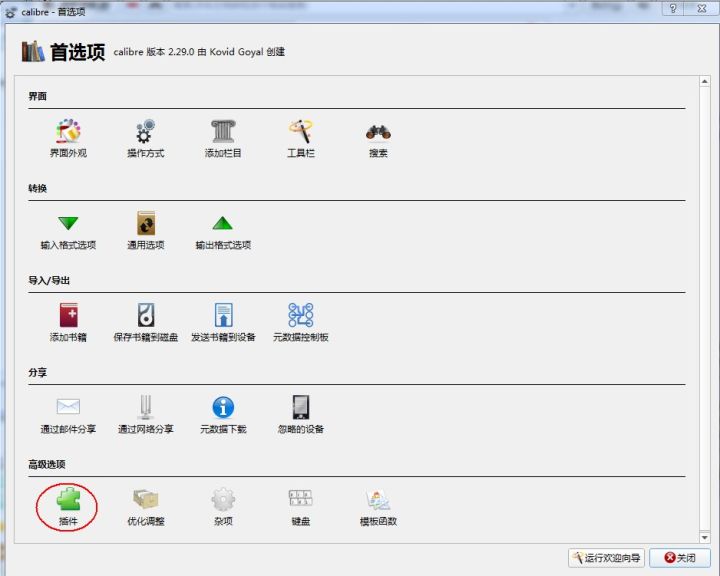 calibre - 首选项
首选项 calibre 版本 2.29.0 由 Kovid Goyal 创建
界面
界面外观 操作方式 添加栏目 工具栏 搜索
转换
输入格式选项 通用选项 输出格式选项
导入/导出
添加书籍 保存书籍到磁盘 发送书籍到设备 元数据控制板
分享
通过邮件分享 通过网络分享 元数据下载 忽略的设备
高级选项
插件 优化调整 杂项 键盘 模板函数
运行欢迎向导 关闭